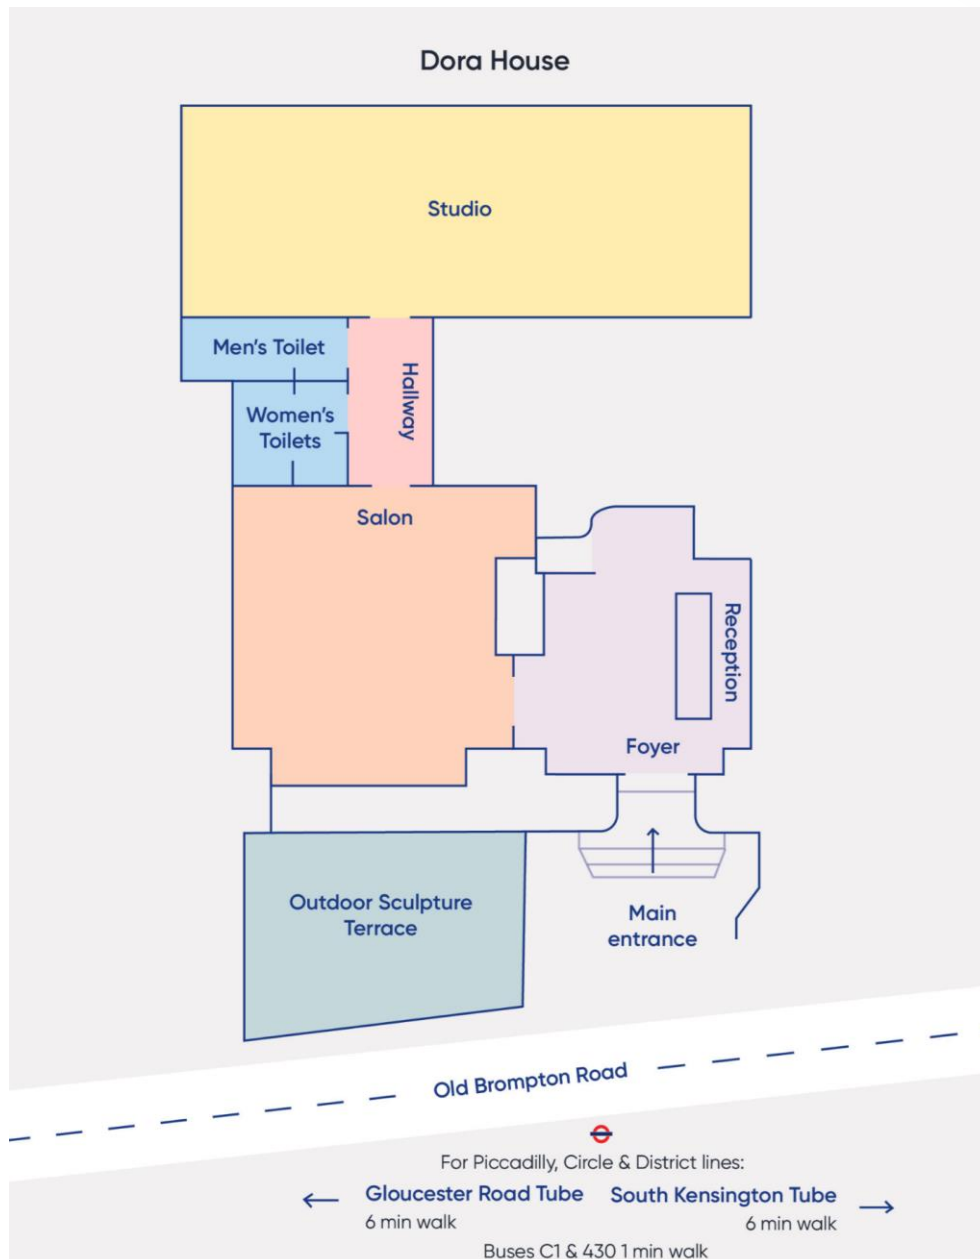 Dora House
Studio
Men's Toilet
Hallway
Women's
Toilets
Salon
Reception
Foyer
Outdoor Sculpture
Terrace
Main
entrance
Old Brompton Road
For Piccadilly, Circle & District lines:
Gloucester Road Tube
6 min walk
South Kensington Tube
6 min walk
Buses C1 & 430 1 min walk